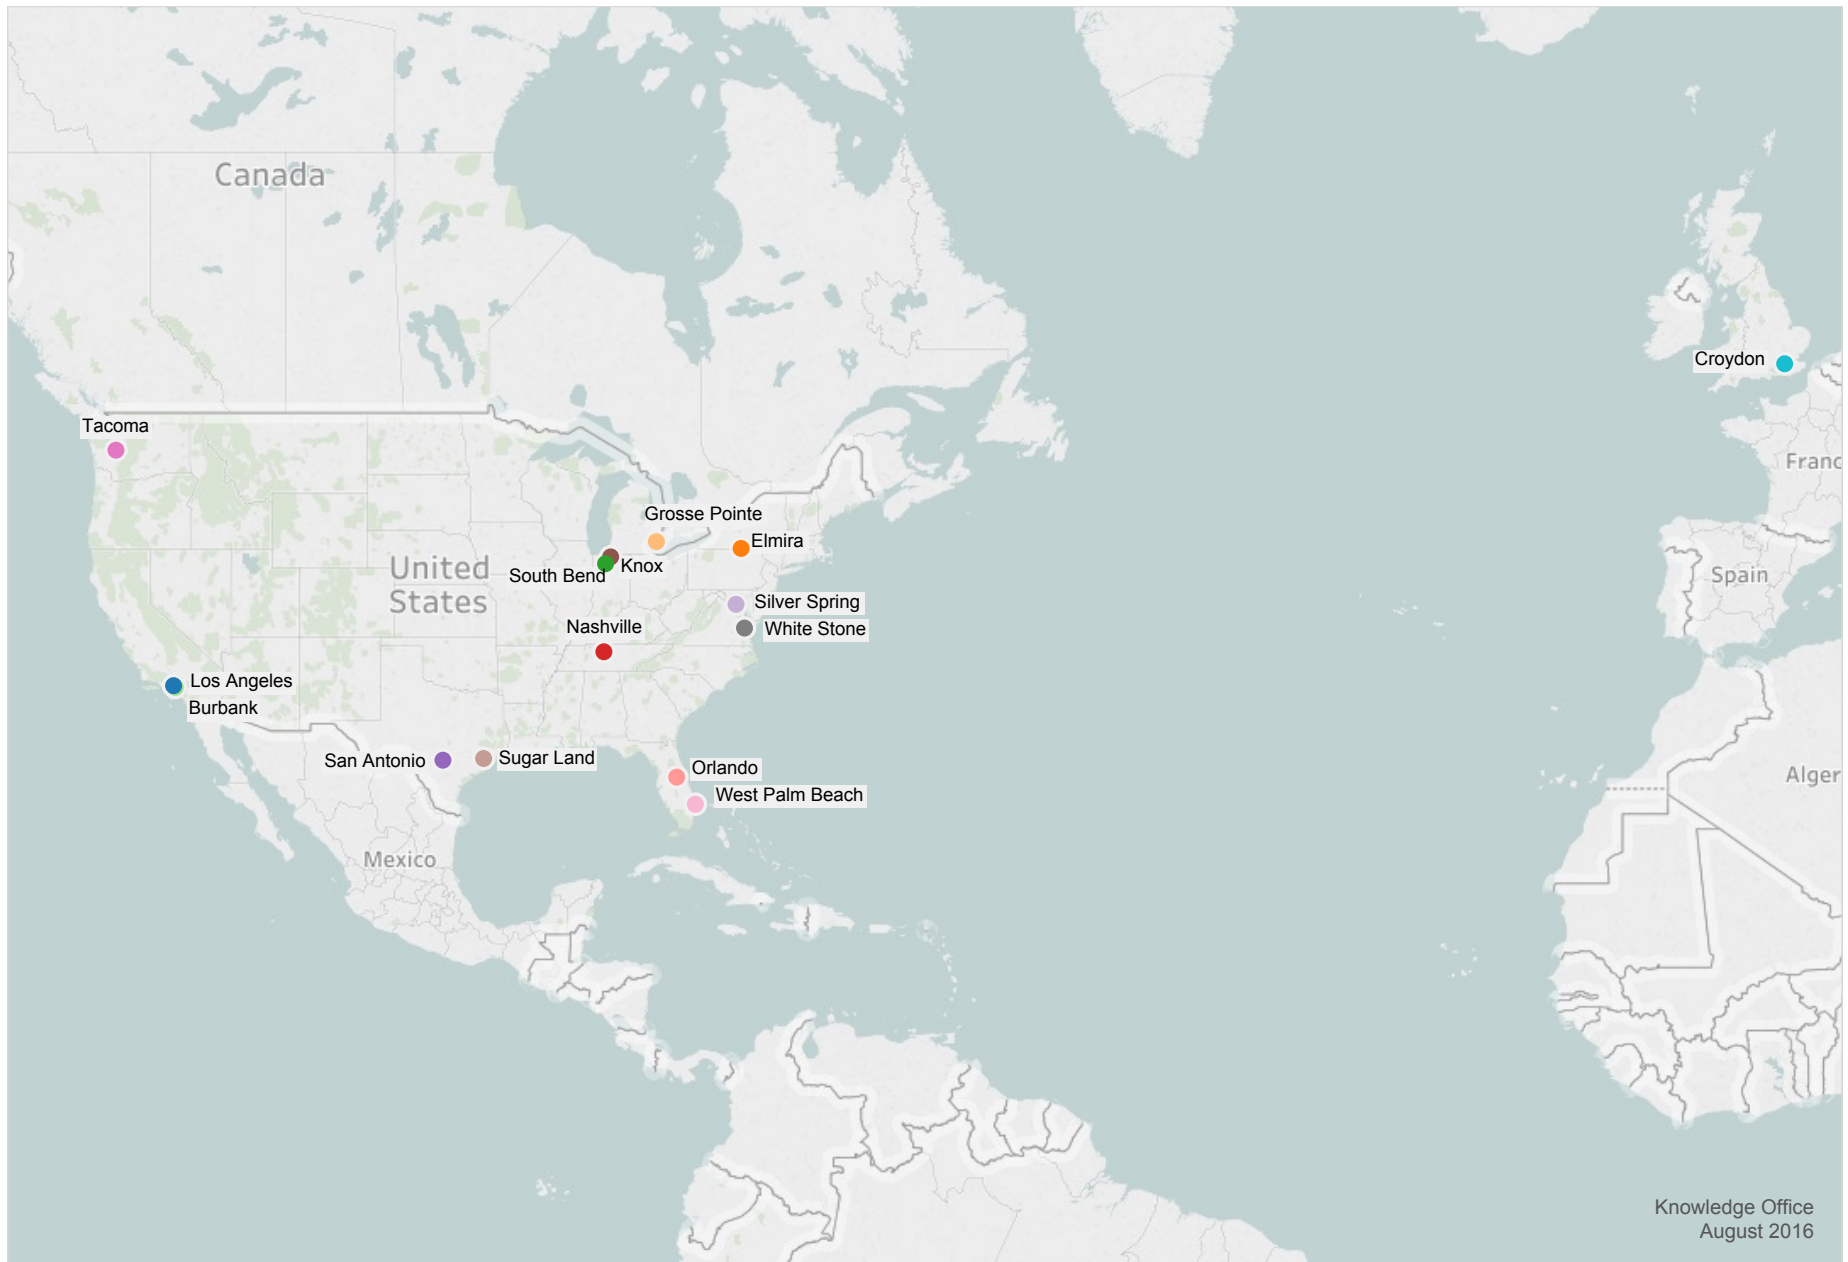 Canada
Croydon
Tacoma
Franc
Grosse Pointe
Elmira
United
States
Knox
South Bend
Spain
Silver Spring
White Stone
Nashville
Los Angeles
Burbank
San Antonio
Sugar Land
Orlando
West Palm Beach
Alger
Mexico
Knowledge Office
August 2016